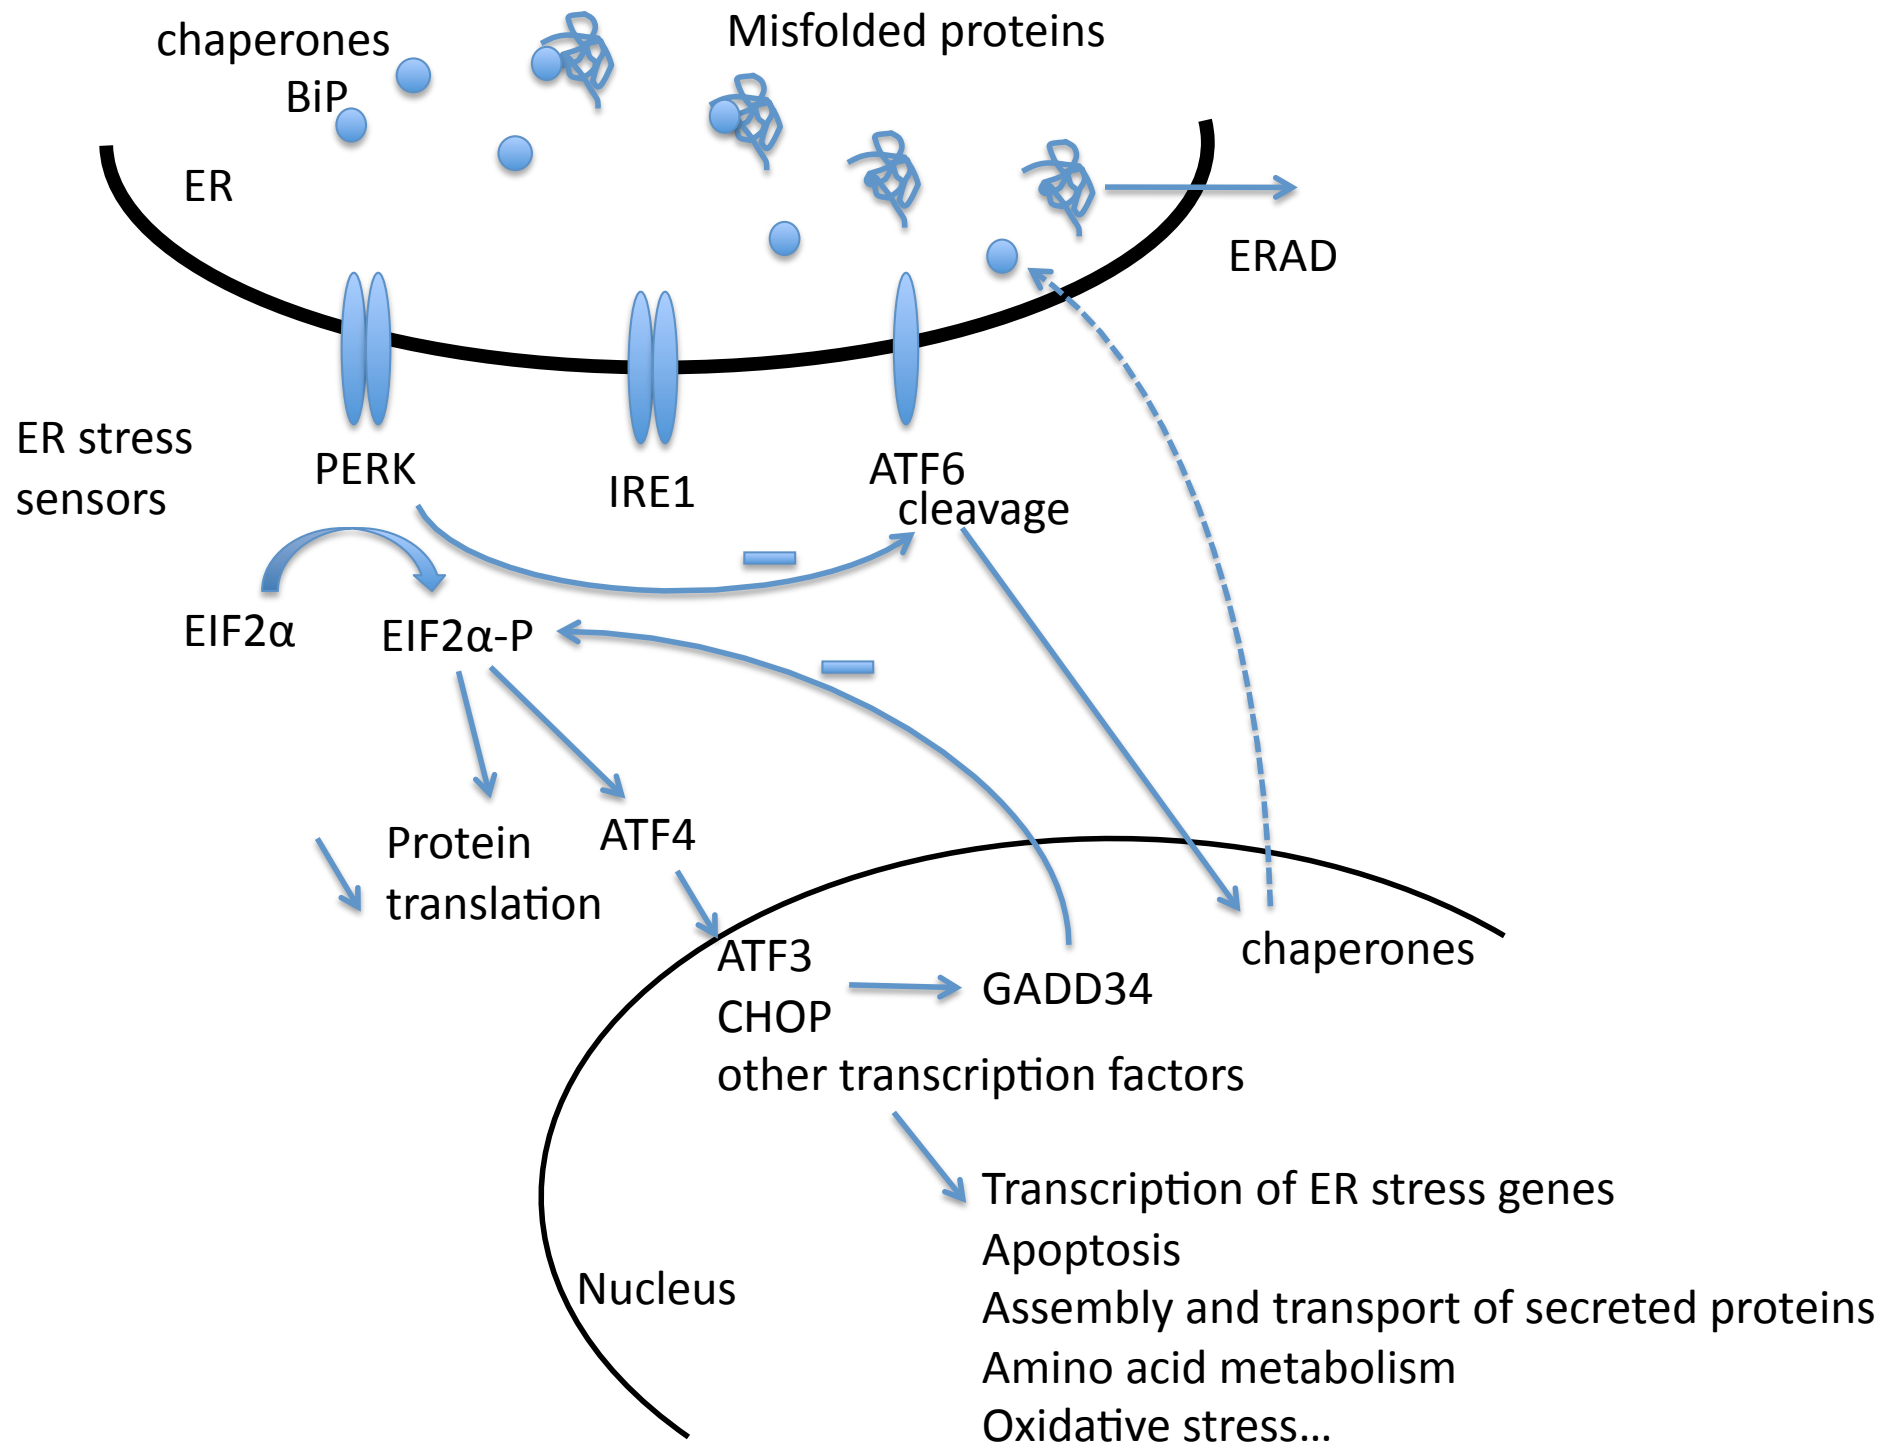 chaperones
BiP
Misfolded proteins
ER
ERAD
ER stress
sensors
PERK
IRE1
ATF6
cleavage
EIF2α
EIF2α-P
Protein
translation
ATF4
ATF3
CHOP
other transcription factors
GADD34
chaperones
Transcription of ER stress genes
Apoptosis
Assembly and transport of secreted proteins
Amino acid metabolism
Oxidative stress...
Nucleus